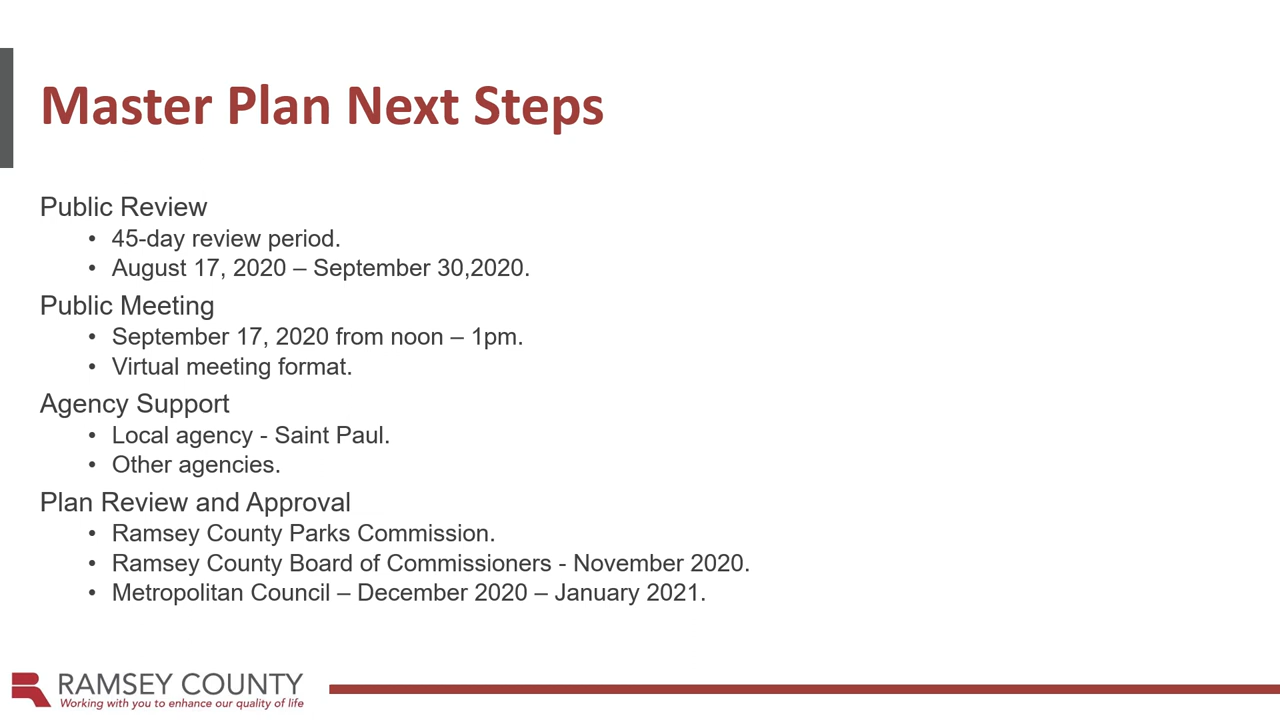 Master Plan Next Steps
Public Review
• 45-day review period.
• August 17, 2020 – September 30,2020.
Public Meeting
• September 17, 2020 from noon – 1pm.
• Virtual meeting format.
Agency Support
• Local agency - Saint Paul.
• Other agencies.
Plan Review and Approval
• Ramsey County Parks Commission.
• Ramsey County Board of Commissioners - November 2020.
• Metropolitan Council – December 2020 – January 2021.
RAMSEY COUNTY
Working with you to enhance our quality of life